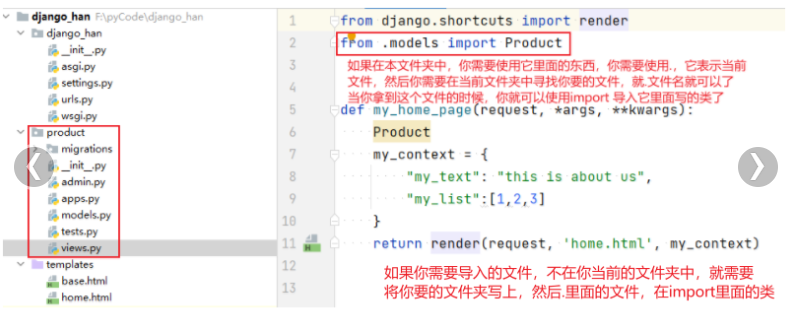 django_han F:\pyCode\django_han
django_han
__init__.py
asgi.py
settings.py
urls.py
wsgi.py
product
migrations
__init__.py
admin.py
apps.py
models.py
tests.py
views.py
templates
base.html
home.html
1 from django.shortcuts import render
2 from .models import Product
3 如果在本文件夹中，你需要使用它里面的东西，你需要使用.，它表示当前
4 文件，然后你需要在当前文件夹中寻找你要的文件，就.文件名就可以了
当你拿到这个文件的时候，你就可以使用import 导入它里面写的类了
5 def my_home_page(request, *args, **kwargs):
6 Product
7 my_context = {
8 "my_text": "this is about us",
9 "my_list":[1,2,3]
10 }
11 return render(request, 'home.html', my_context)
12 如果你需要导入的文件，不在你当前的文件夹中，就需要
13 将你要的文件夹写上，然后.里面的文件，在import里面的类